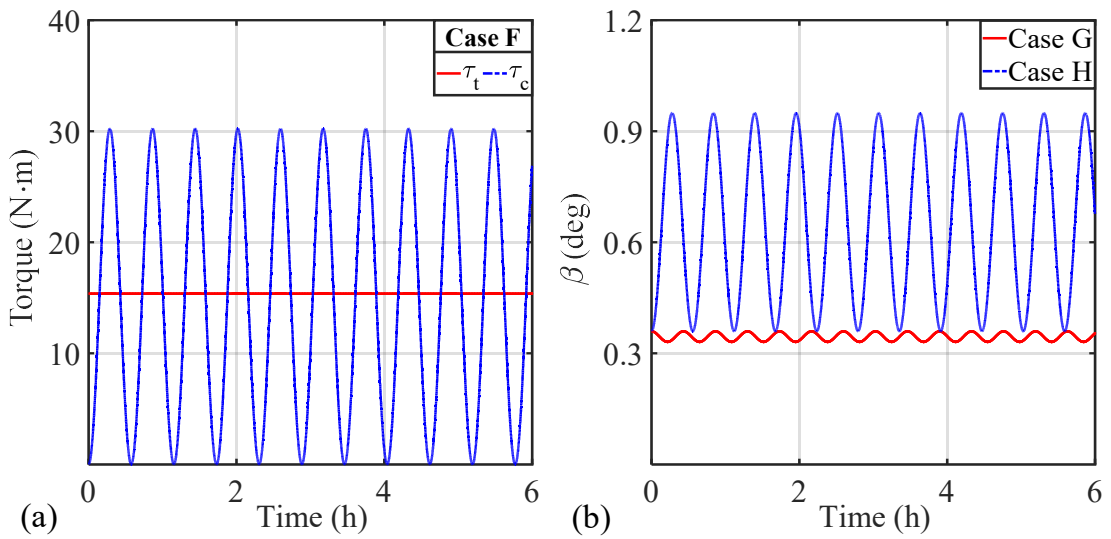 40
30
20
10
0
2
4
6
Torque (N·m)
Time (h)
Case F
τt τc
(a)
1.2
0.9
0.6
0.3
0
2
4
6
β (deg)
Time (h)
Case G
Case H
(b)